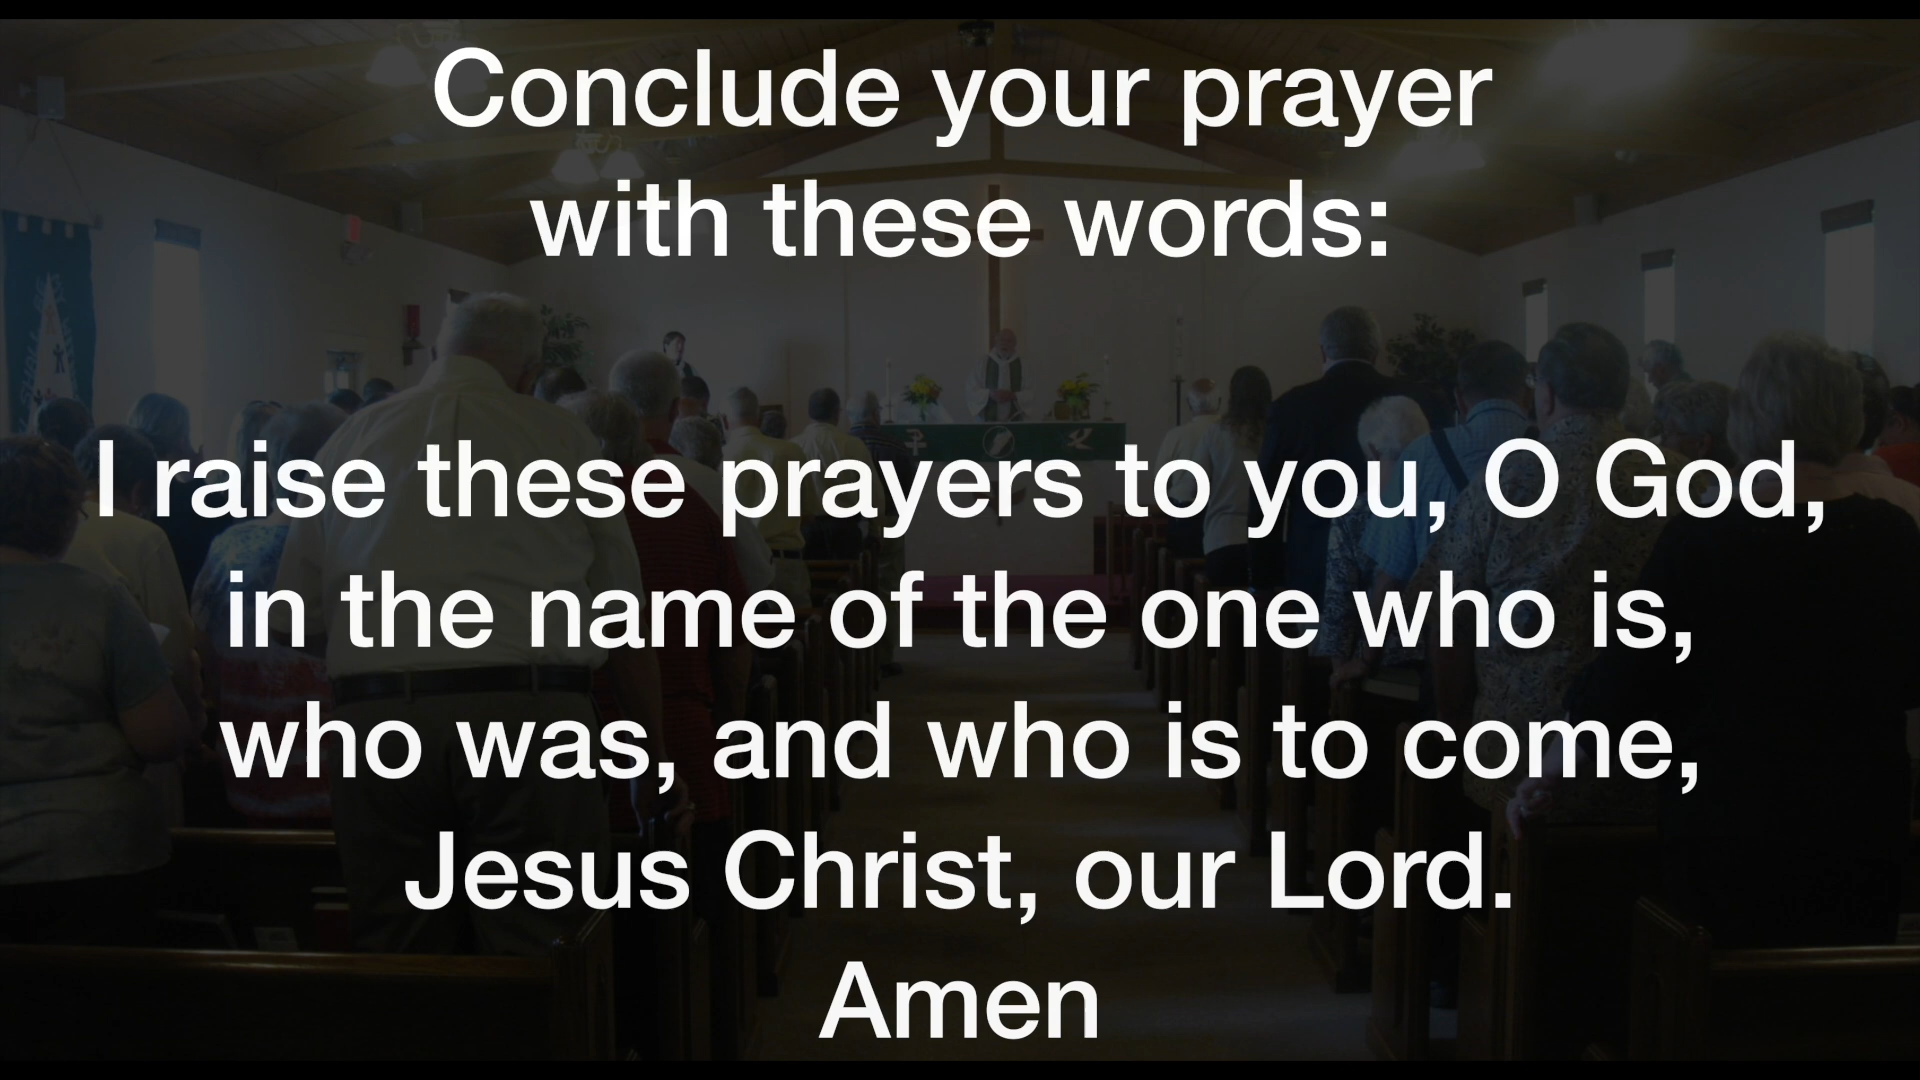 Conclude your prayer
with these words:
I raise these prayers to you, O God,
in the name of the one who is,
who was, and who is to come,
Jesus Christ, our Lord.
Amen